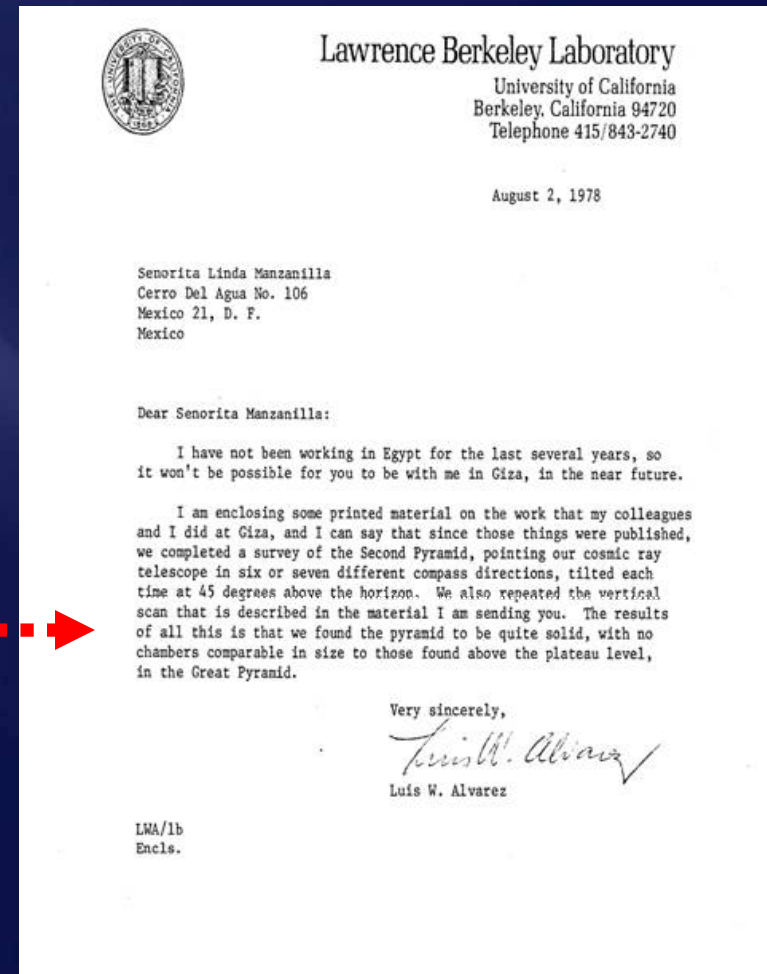 THE UNIVERSITY OF CALIFORNIA
1868
Lawrence Berkeley Laboratory
University of California
Berkeley, California 94720
Telephone 415/843-2740
August 2, 1978
Senorita Linda Manzanilla
Cerro Del Agua No. 106
Mexico 21, D. F.
Mexico
Dear Senorita Manzanilla:
I have not been working in Egypt for the last several years, so
it won't be possible for you to be with me in Giza, in the near future.
I am enclosing some printed material on the work that my colleagues
and I did at Giza, and I can say that since those things were published,
we completed a survey of the Second Pyramid, pointing our cosmic ray
telescope in six or seven different compass directions, tilted each
time at 45 degrees above the horizon. We also repeated the vertical
scan that is described in the material I am sending you. The results
of all this is that we found the pyramid to be quite solid, with no
chambers comparable in size to those found above the plateau level,
in the Great Pyramid.
Very sincerely,
Luis W. Alvarez
Luis W. Alvarez
LWA/lb
Encls.